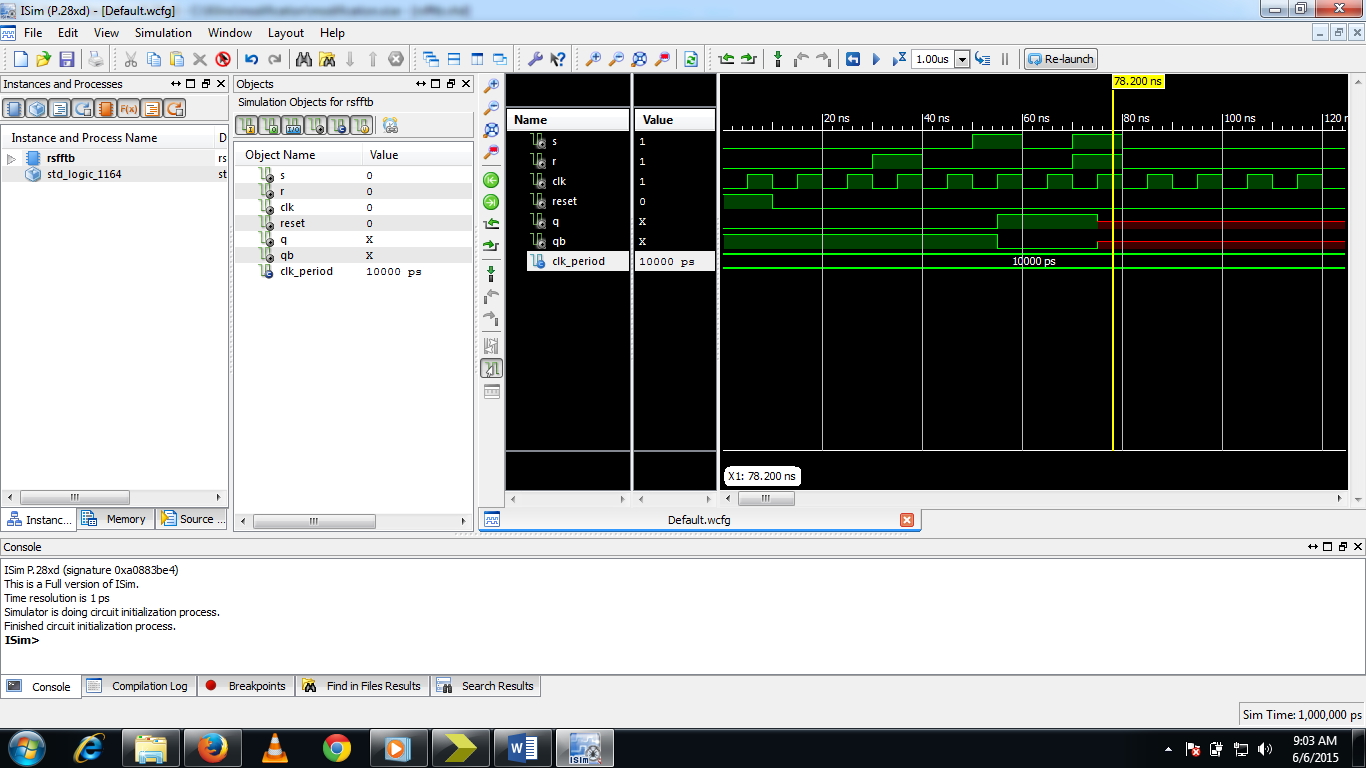 ISim (P.28xd) - [Default.wcfg]
File Edit View Simulation Window Layout Help
1.00us Re-launch
Instances and Processes
Instance and Process Name D
rsfftb rs
std_logic_1164 st
Instanc... Memory Source ...
Objects
Simulation Objects for rsfftb
Object Name Value
s 0
r 0
clk 0
reset 0
q X
qb X
clk_period 10000 ps
Name Value
s 1
r 1
clk 1
reset 0
q X
qb X
clk_period 10000 ps
78.200 ns
20 ns 40 ns 60 ns 80 ns 100 ns 120 n
10000 ps
X1: 78.200 ns
Default.wcfg
Console
ISim P.28xd (signature 0xa0883be4)
This is a Full version of ISim.
Time resolution is 1 ps
Simulator is doing circuit initialization process.
Finished circuit initialization process.
ISim>
Console Compilation Log Breakpoints Find in Files Results Search Results
Sim Time: 1,000,000 ps
ISim
9:03 AM
6/6/2015